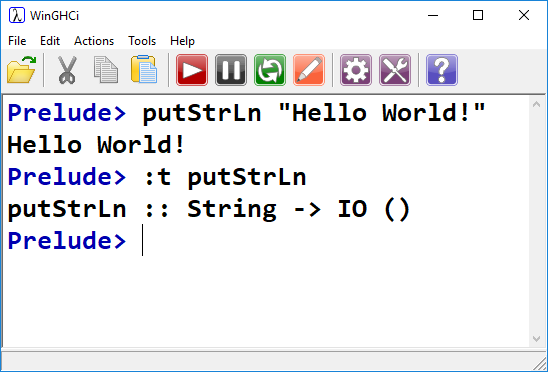 WinGHCi
File Edit Actions Tools Help
Prelude> putStrLn "Hello World!"
Hello World!
Prelude> :t putStrLn
putStrLn :: String -> IO ()
Prelude>